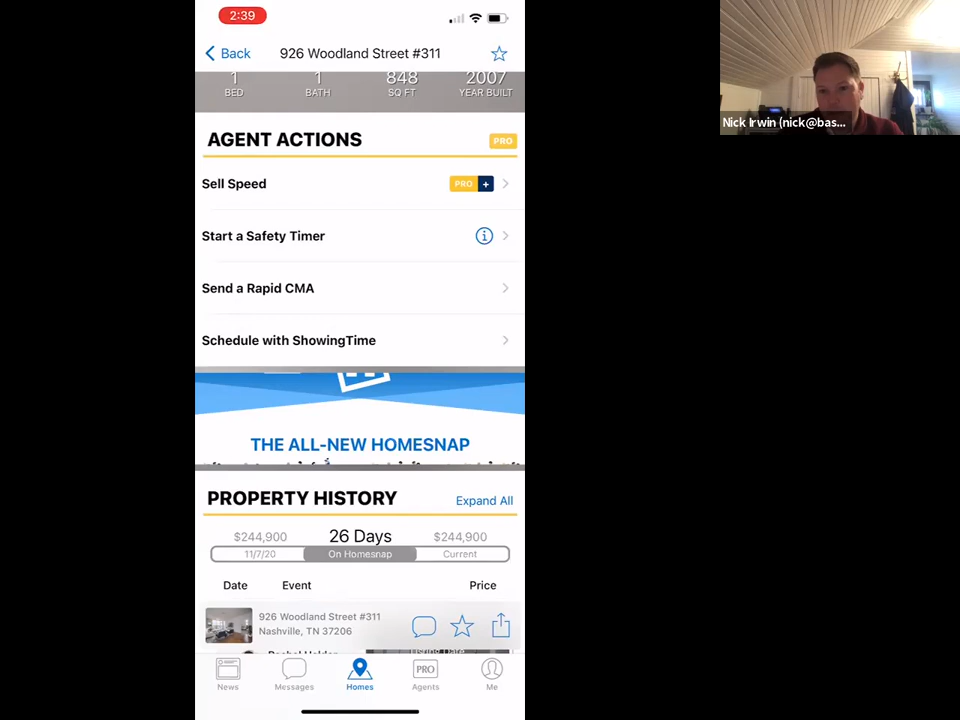 2:39
Back
926 Woodland Street #311
1 1 848 2007
BED BATH SQ FT YEAR BUILT
Nick Irwin (nick@bas...
AGENT ACTIONS PRO
Sell Speed PRO +
Start a Safety Timer
Send a Rapid CMA
Schedule with ShowingTime
THE ALL-NEW HOMESNAP
PROPERTY HISTORY Expand All
$244,900 26 Days $244,900
11/7/20 On Homesnap Current
Date Event Price
926 Woodland Street #311
Nashville, TN 37206
Listing Date
News Messages Homes PRO Agents Me